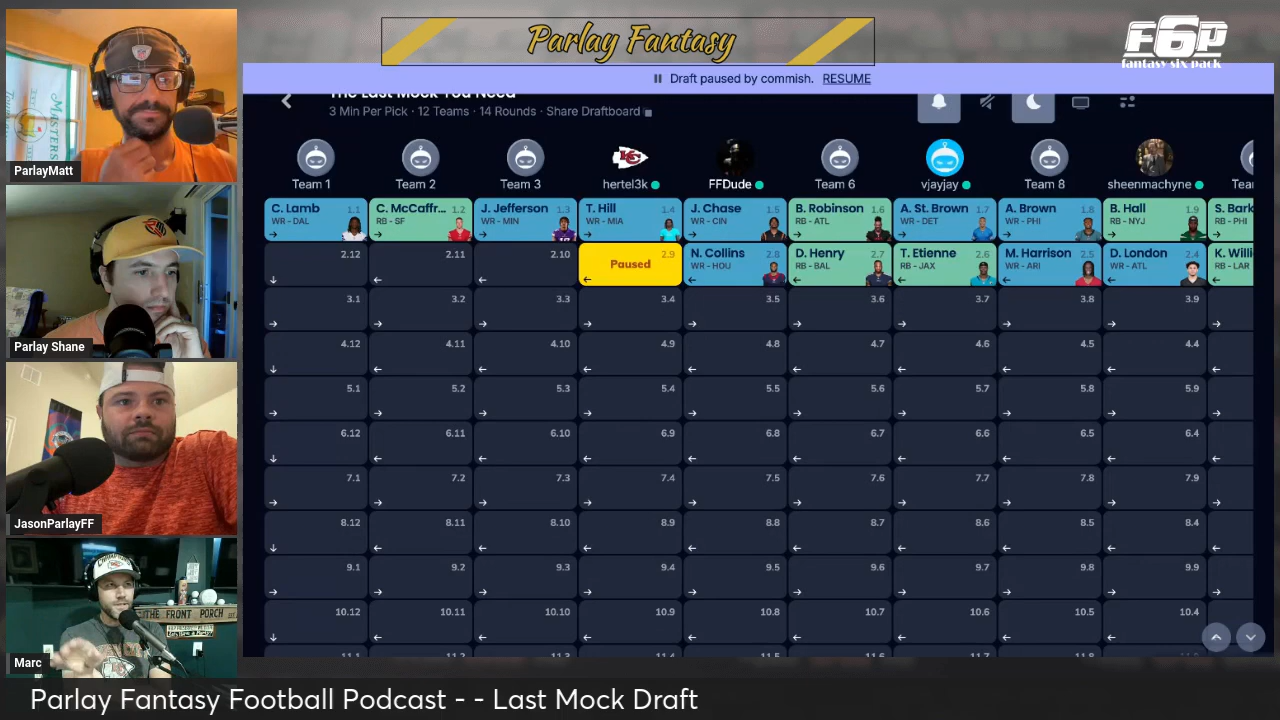 Parlay Fantasy
F6P
fantasy six pack
Draft paused by commish. RESUME
The Last Mock You Need
3 Min Per Pick · 12 Teams · 14 Rounds · Share Draftboard
Team 1
Team 2
Team 3
hertel3k
FFDude
Team 6
vjayjay
Team 8
sheenmachyne
C. Lamb 1.1
WR - DAL
C. McCaffr... 1.2
RB - SF
J. Jefferson 1.3
WR - MIN
T. Hill 1.4
WR - MIA
J. Chase 1.5
WR - CIN
B. Robinson 1.6
RB - ATL
A. St. Brown 1.7
WR - DET
A. Brown 1.8
WR - PHI
B. Hall 1.9
RB - NYJ
S. Bark
RB - PHI
2.12
2.11
2.10
Paused 2.9
N. Collins 2.8
WR - HOU
D. Henry 2.7
RB - BAL
T. Etienne 2.6
RB - JAX
M. Harrison 2.5
WR - ARI
D. London 2.4
WR - ATL
K. Willi
RB - LAR
3.1 3.2 3.3 3.4 3.5 3.6 3.7 3.8 3.9
4.12 4.11 4.10 4.9 4.8 4.7 4.6 4.5 4.4
5.1 5.2 5.3 5.4 5.5 5.6 5.7 5.8 5.9
6.12 6.11 6.10 6.9 6.8 6.7 6.6 6.5 6.4
7.1 7.2 7.3 7.4 7.5 7.6 7.7 7.8 7.9
8.12 8.11 8.10 8.9 8.8 8.7 8.6 8.5 8.4
9.1 9.2 9.3 9.4 9.5 9.6 9.7 9.8 9.9
10.12 10.11 10.10 10.9 10.8 10.7 10.6 10.5 10.4
ParlayMatt
Parlay Shane
JasonParlayFF
THE FRONT PORCH
Marc
Parlay Fantasy Football Podcast - - Last Mock Draft